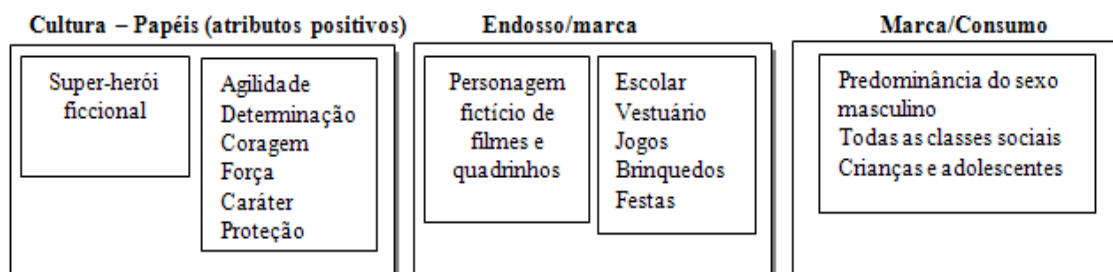 Cultura – Papéis (atributos positivos)
Super-herói
ficcional
Agilidade
Determinação
Coragem
Força
Caráter
Proteção
Endosso/marca
Personagem
fictício de
filmes e
quadrinhos
Escolar
Vestuário
Jogos
Brinquedos
Festas
Marca/Consumo
Predominância do sexo
masculino
Todas as classes sociais
Crianças e adolescentes